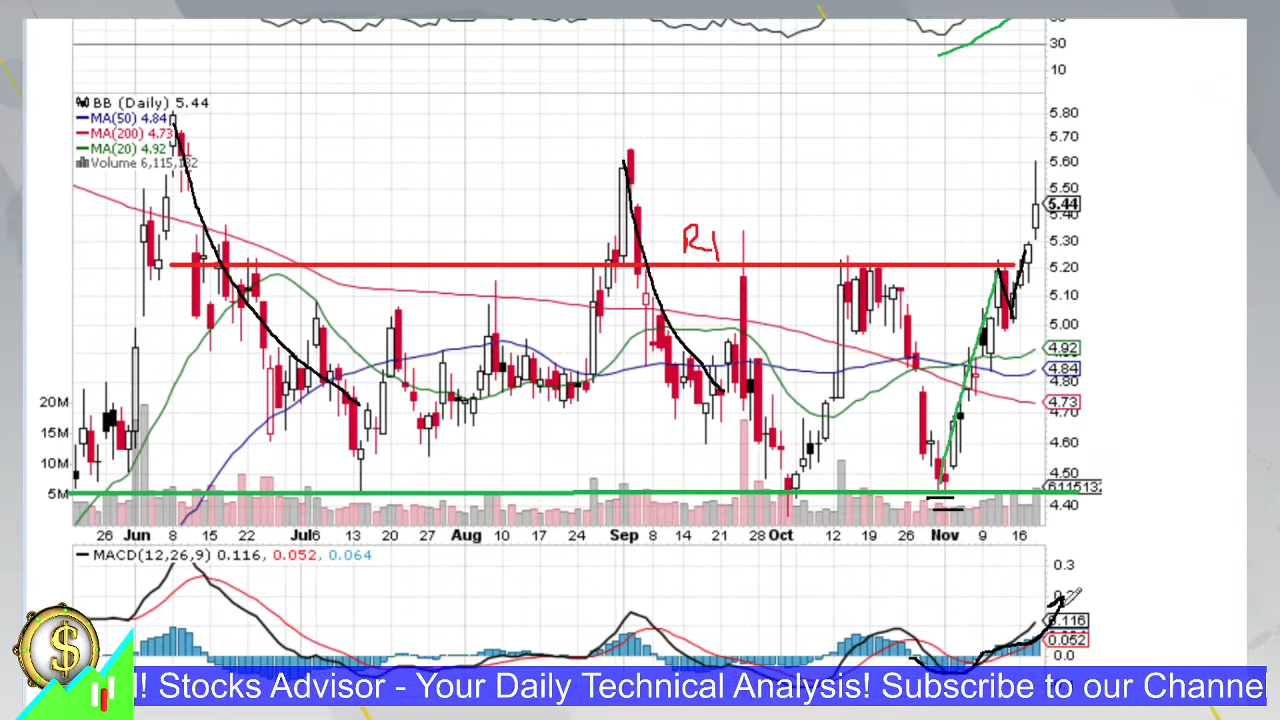 30
10
BB (Daily) 5.44
MA(50) 4.84
MA(200) 4.73
MA(20) 4.92
Volume 6,115,132
R1
5.80
5.70
5.60
5.50
5.44
5.40
5.30
5.20
5.10
5.00
4.92
4.84
4.80
4.73
4.70
4.60
4.50
6115132
4.40
20M
15M
10M
5M
26 Jun 8 15 22 Jul6 13 20 27 Aug 10 17 24 Sep 8 14 21 28 Oct 12 19 26 Nov 9 16
MACD(12,26,9) 0.116, 0.052, 0.064
0.3
0.116
0.052
0.0
$
! Stocks Advisor - Your Daily Technical Analysis! Subscribe to our Channe